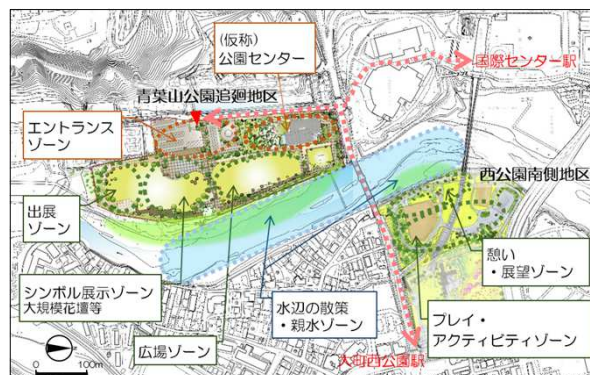 (仮称)
公園センター
国際センター駅
青葉山公園追廻地区
エントランス
ゾーン
西公園南側地区
出展
ゾーン
憩い
・展望ゾーン
シンボル展示ゾーン
大規模花壇等
水辺の散策
・親水ゾーン
プレイ・
アクティビティゾーン
広場ゾーン
大町西公園駅
0
100m